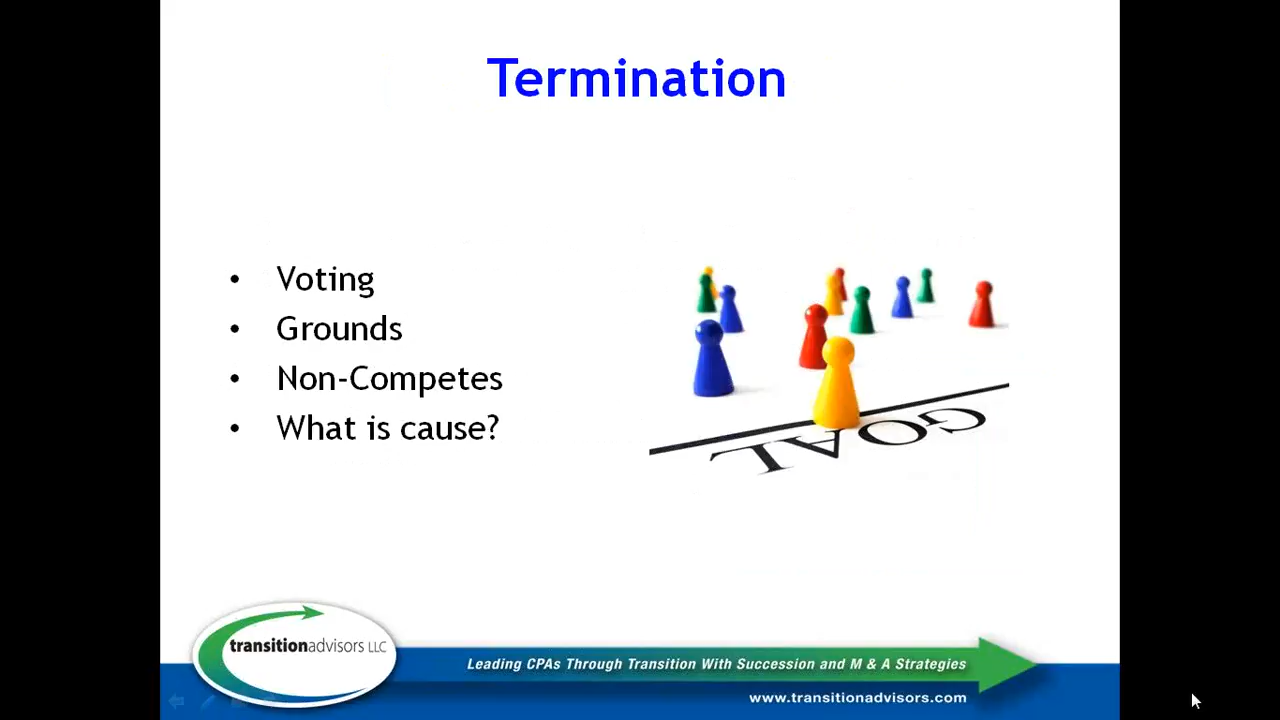 Termination
• Voting
• Grounds
• Non-Competes
• What is cause?
GOAL
transitionadvisors LLC
Leading CPAs Through Transition With Succession and M & A Strategies
www.transitionadvisors.com